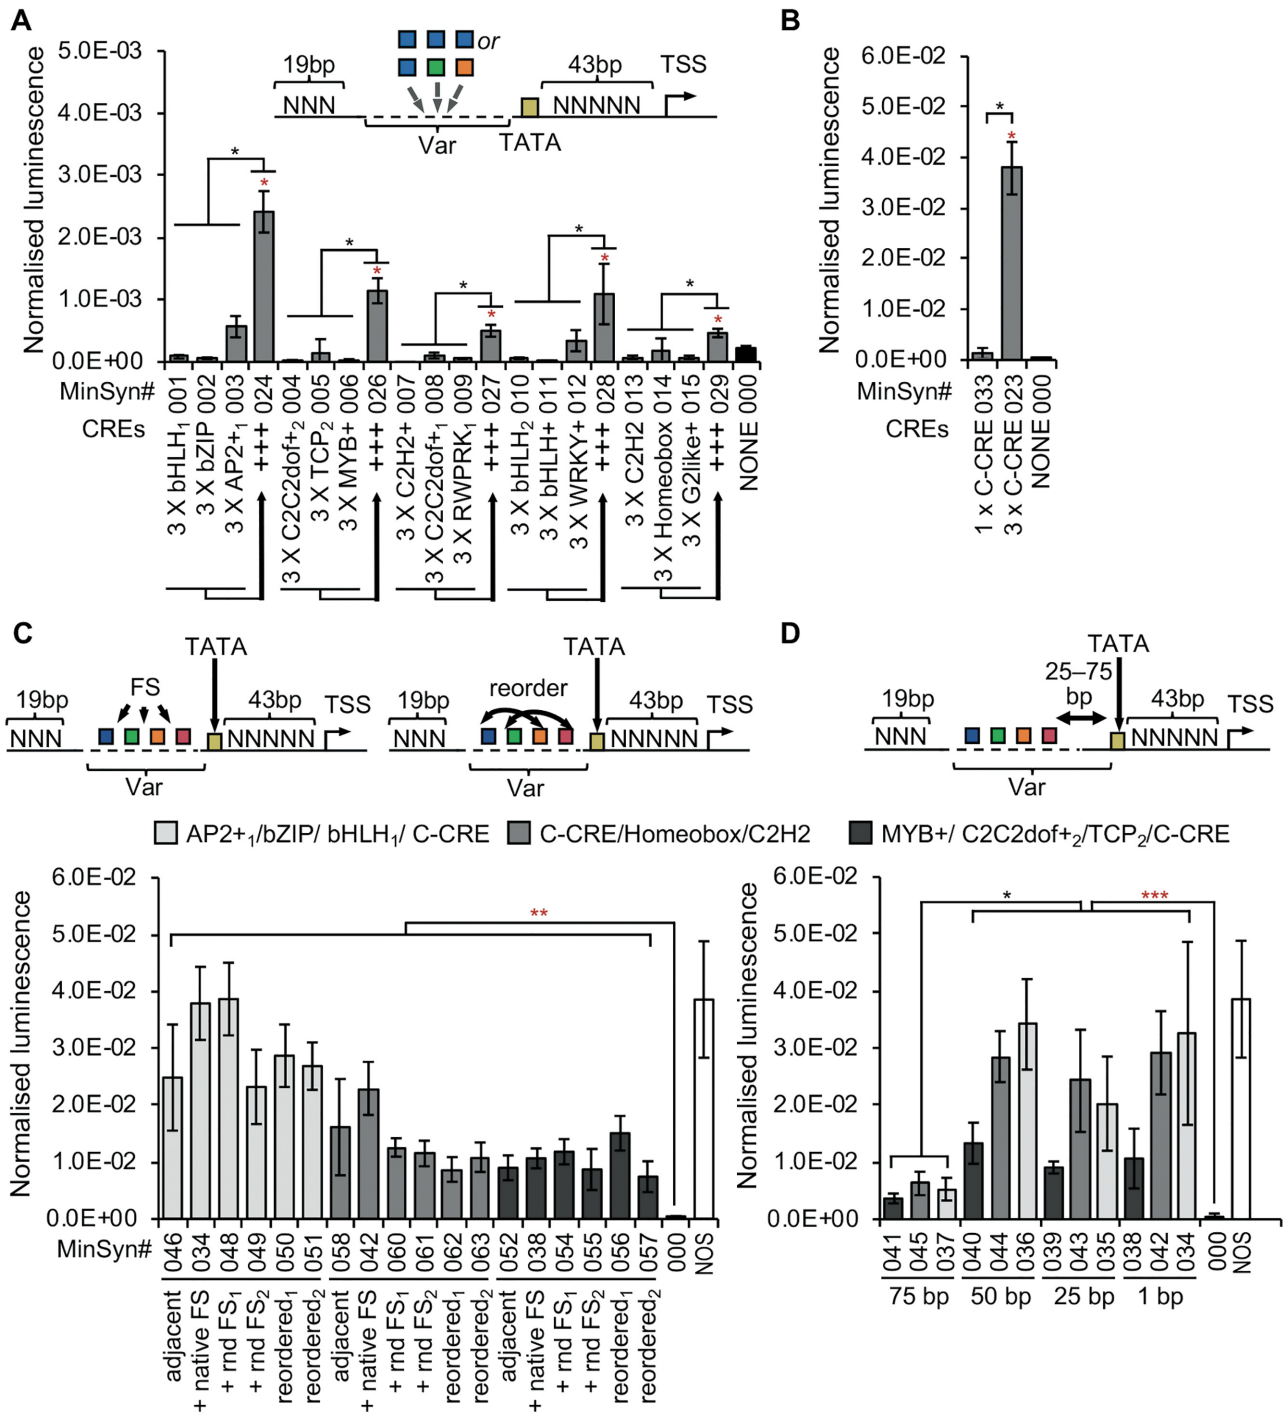 A
5.0E-03
4.0E-03
3.0E-03
2.0E-03
1.0E-03
0.0E+00
Normalised luminescence
or
19bp
43bp
TSS
NNN
NNNNN
Var
TATA
*
*
*
*
*
*
*
*
*
*
MinSyn#
CREs
3 X bHLH1 001
3 X bZIP 002
3 X AP2+1 003
+++ 024
3 X C2C2dof+2 004
3 X TCP2 005
3 X MYB+ 006
+++ 026
3 X C2H2+ 007
3 X C2C2dof+1 008
3 X RWPRK1 009
+++ 027
3 X bHLH2 010
3 X bHLH+ 011
3 X WRKY+ 012
+++ 028
3 X C2H2 013
3 X Homeobox 014
3 X G2like+ 015
+++ 029
NONE 000
B
6.0E-02
5.0E-02
4.0E-02
3.0E-02
2.0E-02
1.0E-02
0.0E+00
Normalised luminescence
*
*
MinSyn#
CREs
1 x C-CRE 033
3 x C-CRE 023
NONE 000
C
TATA
19bp
FS
43bp
TSS
NNN
NNNNN
Var
TATA
19bp
reorder
43bp
TSS
NNN
NNNNN
Var
D
TATA
25–75
bp
19bp
43bp
TSS
NNN
NNNNN
Var
AP2+1/bZIP/ bHLH1/ C-CRE
C-CRE/Homeobox/C2H2
MYB+/ C2C2dof+2/TCP2/C-CRE
6.0E-02
5.0E-02
4.0E-02
3.0E-02
2.0E-02
1.0E-02
0.0E+00
Normalised luminescence
**
MinSyn#
046
034
048
049
050
051
058
042
060
061
062
063
052
038
054
055
056
057
000
NOS
adjacent
+ native FS
+ rnd FS1
+ rnd FS2
reordered1
reordered2
adjacent
+ native FS
+ rnd FS1
+ rnd FS2
reordered1
reordered2
adjacent
+ native FS
+ rnd FS1
+ rnd FS2
reordered1
reordered2
6.0E-02
5.0E-02
4.0E-02
3.0E-02
2.0E-02
1.0E-02
0.0E+00
Normalised luminescence
*
***
041
045
037
040
044
036
039
043
035
038
042
034
000
NOS
75 bp
50 bp
25 bp
1 bp